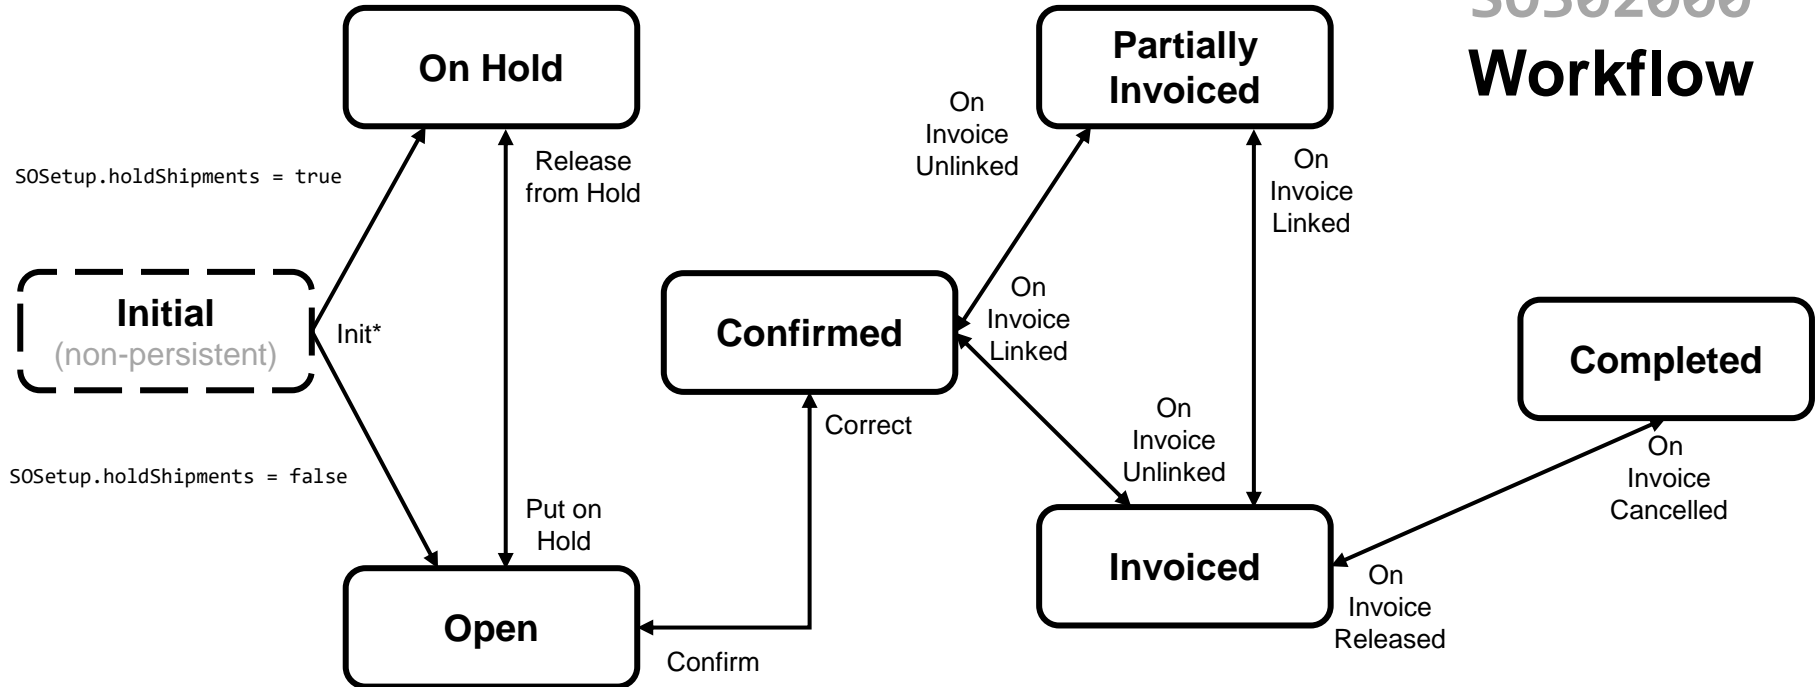 SO302000
Workflow
On Hold
Partially
Invoiced
On
Invoice
Unlinked
Release
from Hold
On
Invoice
Linked
SOSetup.holdShipments = true
Initial
(non-persistent)
Init*
Confirmed
On
Invoice
Linked
Completed
Correct
On
Invoice
Unlinked
On
Invoice
Cancelled
SOSetup.holdShipments = false
Put on
Hold
Invoiced
On
Invoice
Released
Open
Confirm